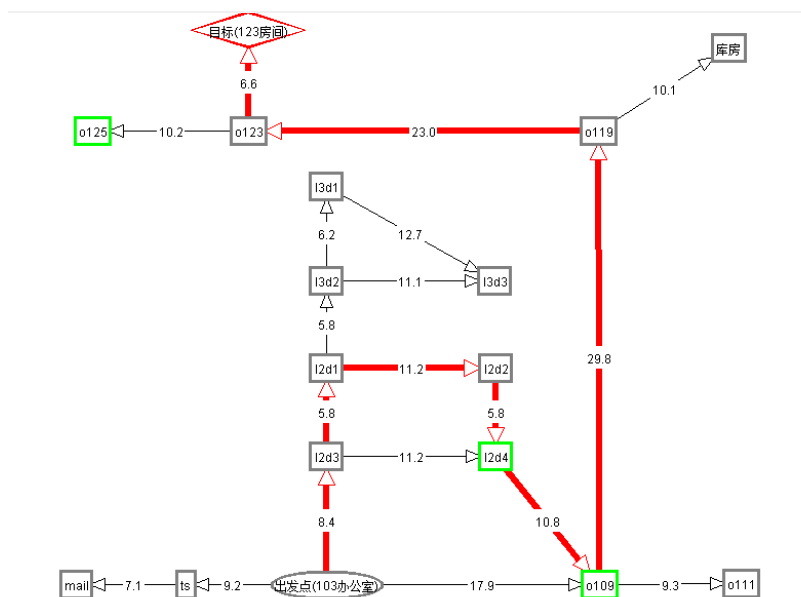 目标(123房间)
库房
6.6
10.1
o125
10.2
o123
23.0
o119
l3d1
6.2
12.7
l3d2
11.1
l3d3
5.8
29.8
l2d1
11.2
l2d2
5.8
5.8
l2d3
11.2
l2d4
8.4
10.8
mail
7.1
ts
9.2
出发点(103办公室)
17.9
o109
9.3
o111